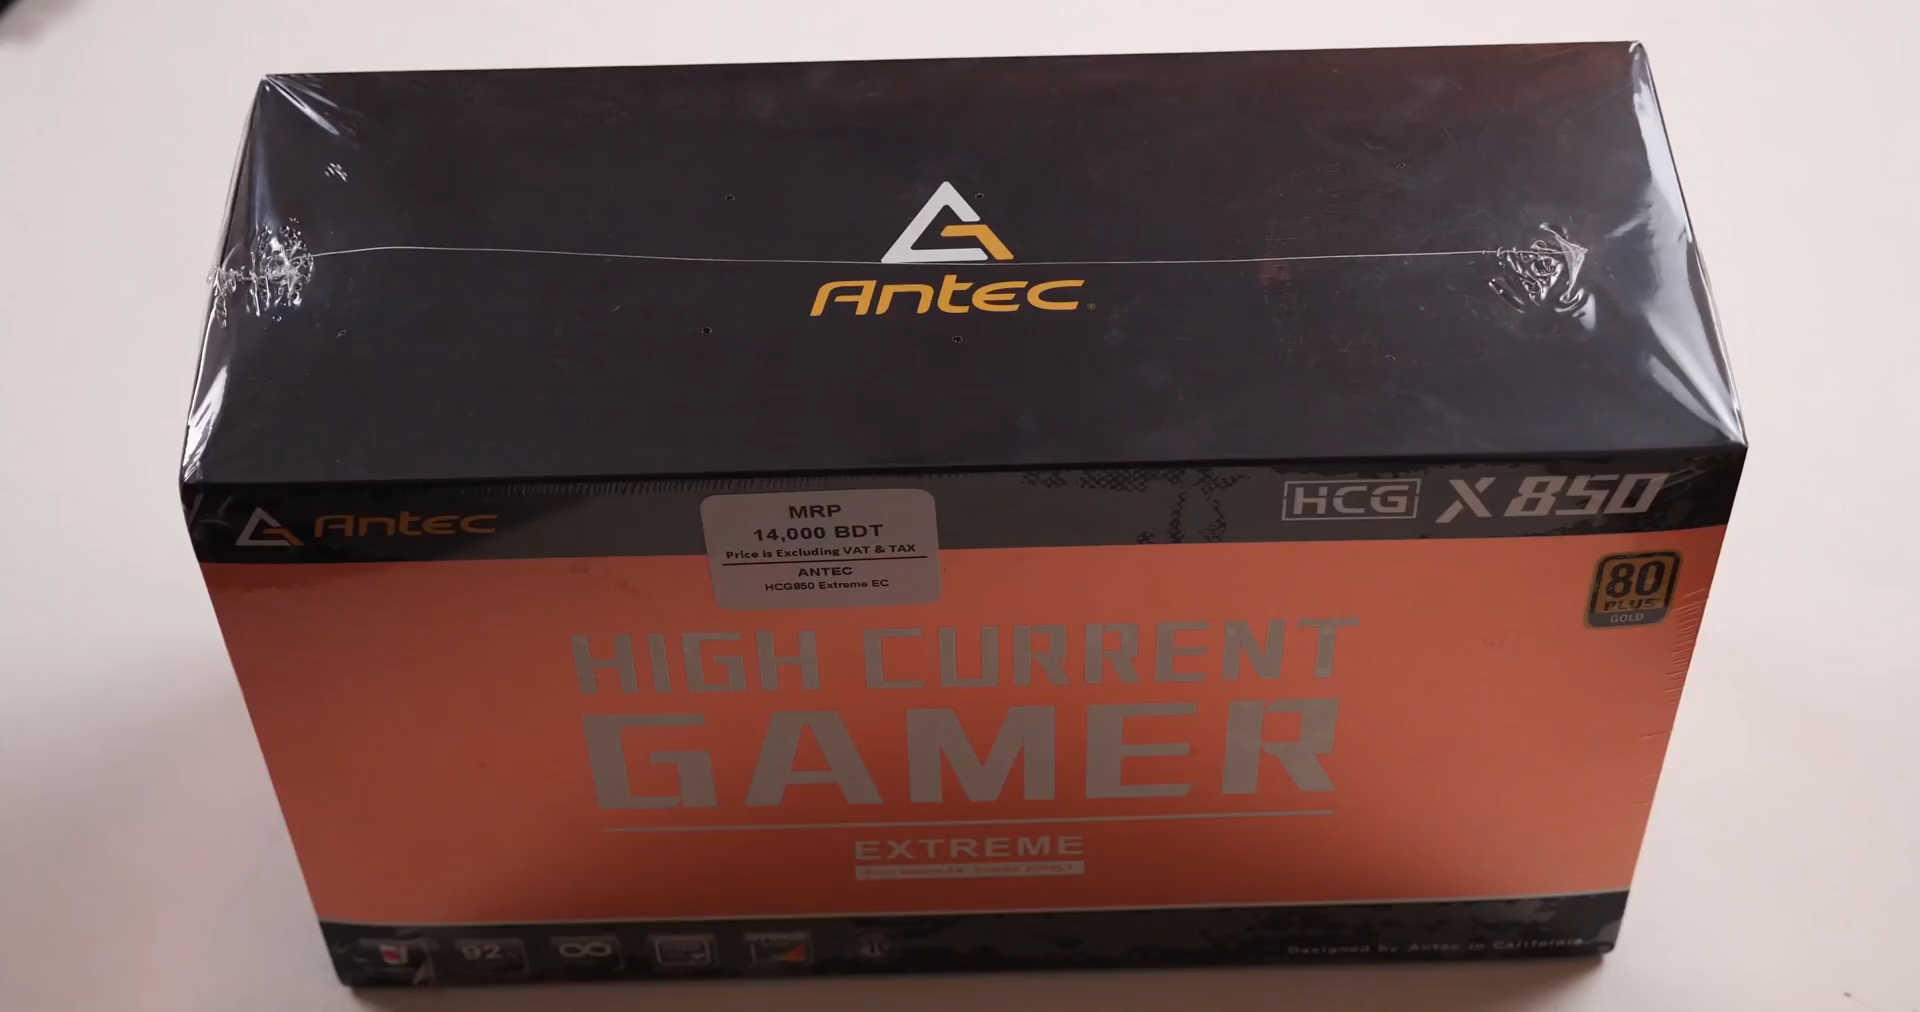 Antec
Antec
HCG X 850
MRP
14,000 BDT
Price is Excluding VAT & TAX
ANTEC
HCG850 Extreme EC
80
PLUS
GOLD
HIGH CURRENT
GAMER
EXTREME
92
Designed by Antec in California